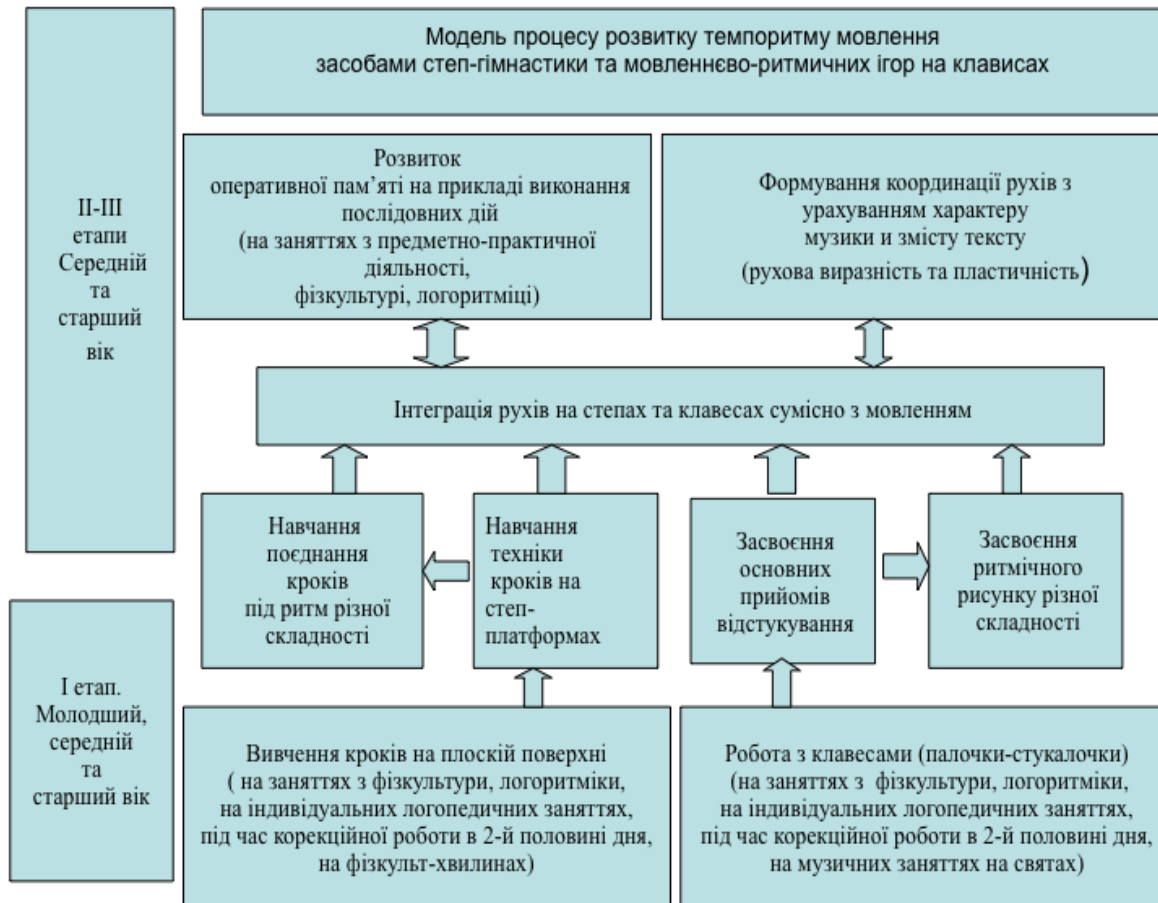 Модель процесу розвитку темпоритму мовлення
засобами степ-гімнастики та мовленнєво-ритмичних ігор на клависах
ІІ-ІІІ
етапи
Середній
та
старший
вік
Розвиток
оперативної пам’яті на прикладі виконання
послідовних дій
(на заняттях з предметно-практичної
діяльності,
фізкультурі, логоритміці)
Формування координації рухів з
урахуванням характеру
музики и змісту тексту
(рухова виразність та пластичність)
Інтеграція рухів на степах та клавесах сумісно з мовленням
Навчання
поєднання
кроків
під ритм різної
складності
Навчання
техніки
кроків на
степ-
платформах
Засвоєння
основних
прийомів
відстукування
Засвоєння
ритмічного
рисунку різної
складності
І етап.
Молодший,
середній
та
старший вік
Вивчення кроків на плоскій поверхні
( на заняттях з фізкультури, логоритміки,
на індивідуальних логопедичних заняттях,
під час корекційної роботи в 2-й половині дня,
на фізкульт-хвилинах)
Робота з клавесами (палочки-стукалочки)
(на заняттях з фізкультури, логоритміки,
на індивідуальних логопедичних заняттях,
під час корекційної роботи в 2-й половині дня,
на музичних заняттях на святах)